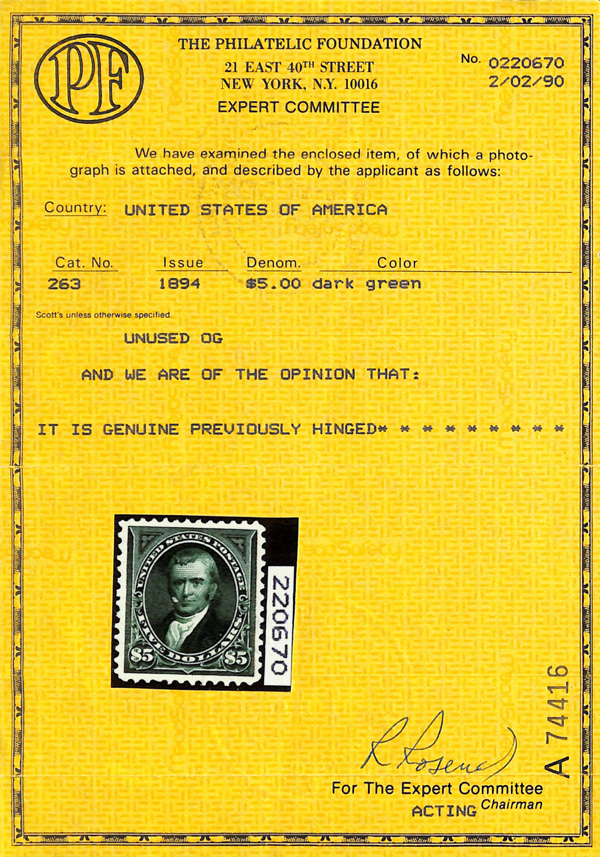 PF
THE PHILATELIC FOUNDATION
21 EAST 40TH STREET
NEW YORK, N.Y. 10016
EXPERT COMMITTEE
No. 0220670
2/02/90
We have examined the enclosed item, of which a photo-
graph is attached, and described by the applicant as follows:
Country: UNITED STATES OF AMERICA
Cat. No. Issue Denom. Color
263 1894 $5.00 dark green
Scott's unless otherwise specified.
UNUSED OG
AND WE ARE OF THE OPINION THAT:
IT IS GENUINE PREVIOUSLY HINGED* * * * * * * * *
UNITED STATES POSTAGE
FIVE DOLLARS
$5 $5
220670
A 74416
R. Rosen
For The Expert Committee
ACTING Chairman